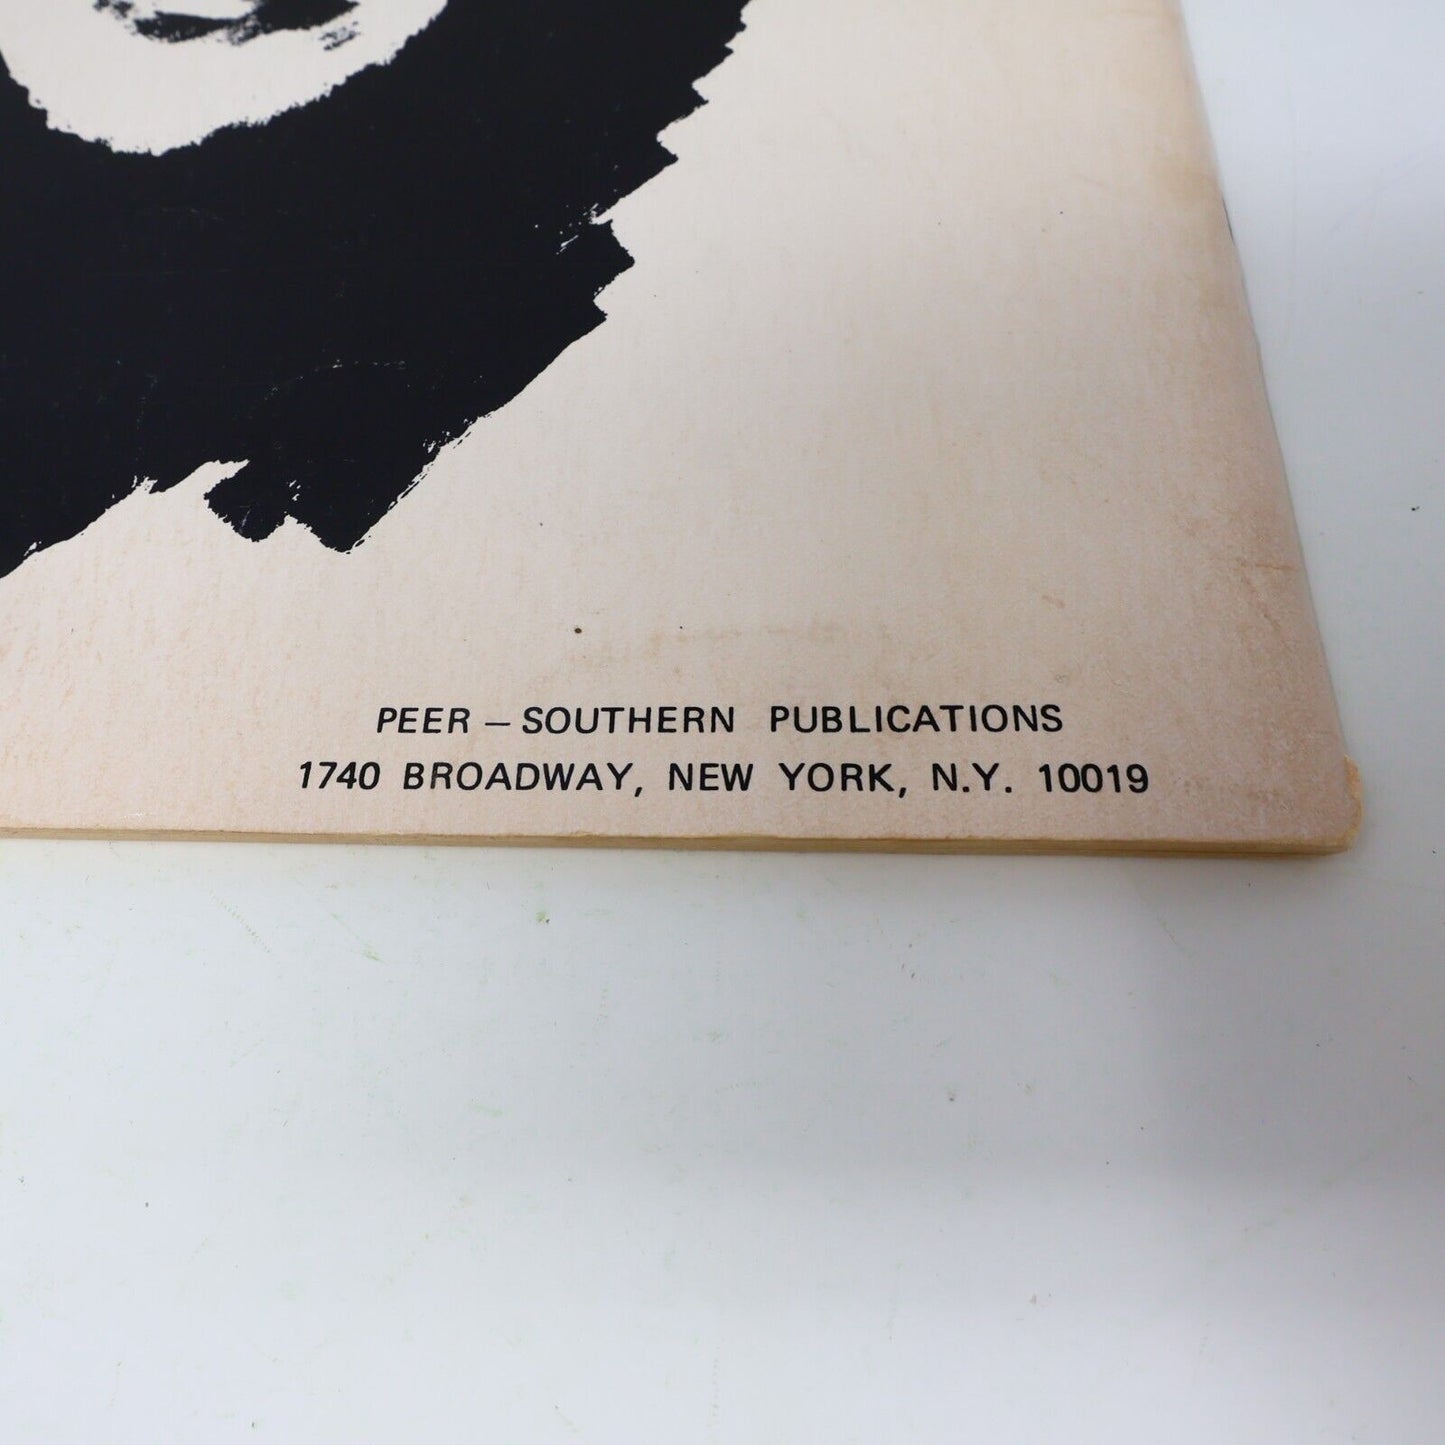 PEER – SOUTHERN PUBLICATIONS
1740 BROADWAY, NEW YORK, N.Y. 10019